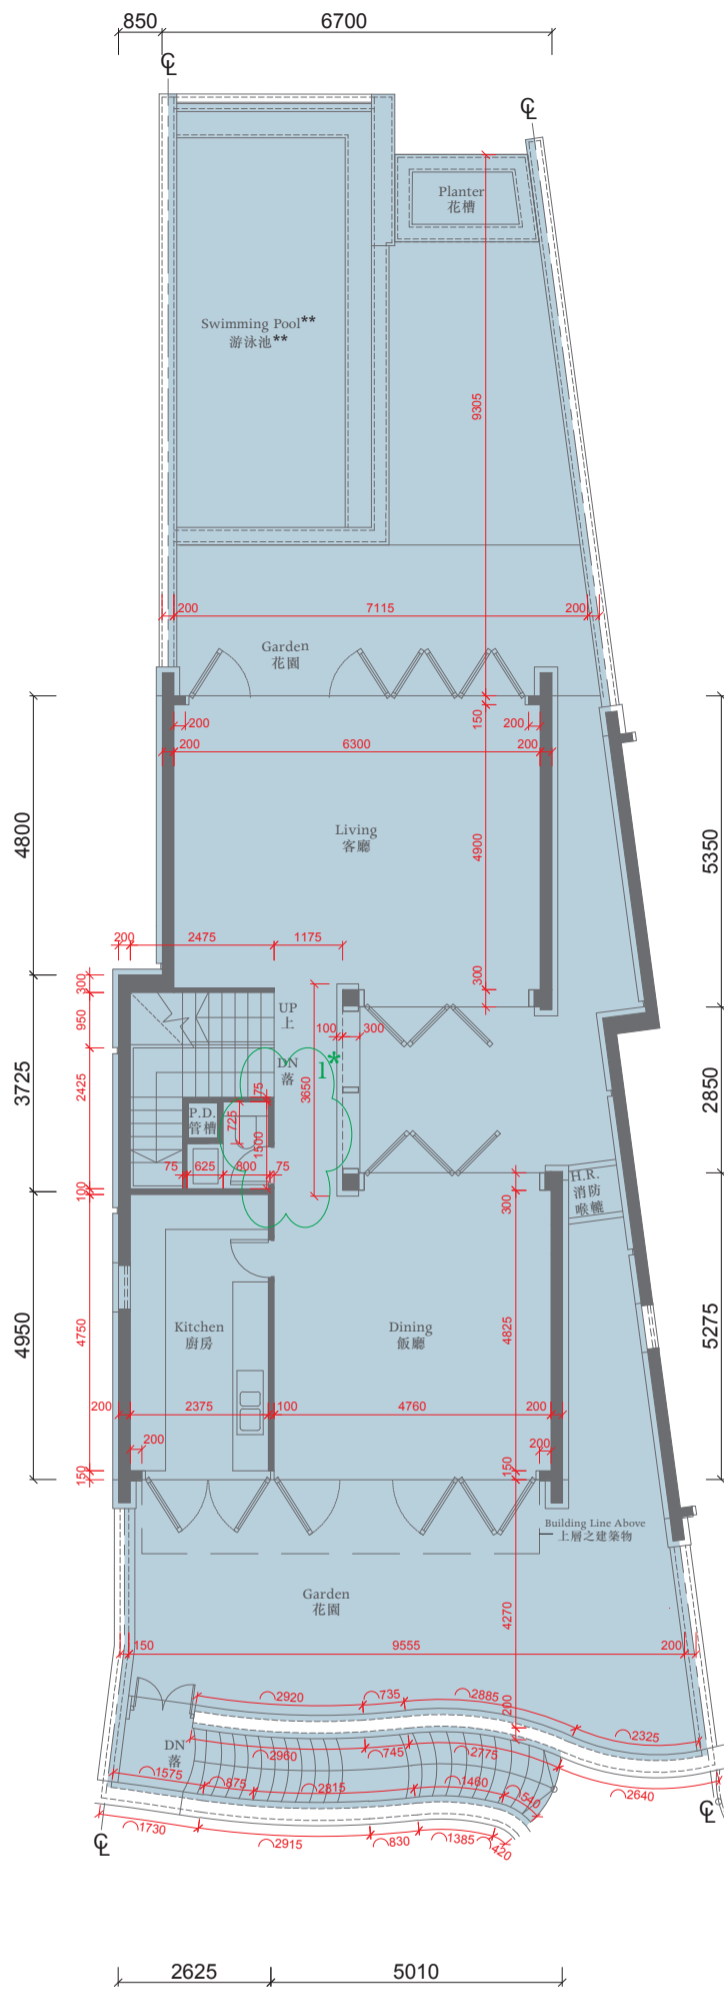 850 6700
℄
℄
Planter
花槽
Swimming Pool**
游泳池**
9305
200 7115 200
Garden
花園
150
200 200
200 6300 200
Living
客廳
4800
4900
5350
200 2475 1175
300
300
UP
上
950
100 300
DN
落
1*
3725
2425
3650
2850
P.D.
管槽
725
75
1500
75 625 800 75
100
H.R.
消防
喉轆
300
4950
4750
Kitchen
廚房
Dining
飯廳
4825
5275
200 2375 100 4760 200
200 200
150
150
Building Line Above
上層之建築物
Garden
花園
4270
150 9555 200
200
2920 735 2885 2325
DN
落
2960 745 2775 2640
1575 875 2815 1460 540
℄
℄
1730 2915 830 1385 420
2625 5010